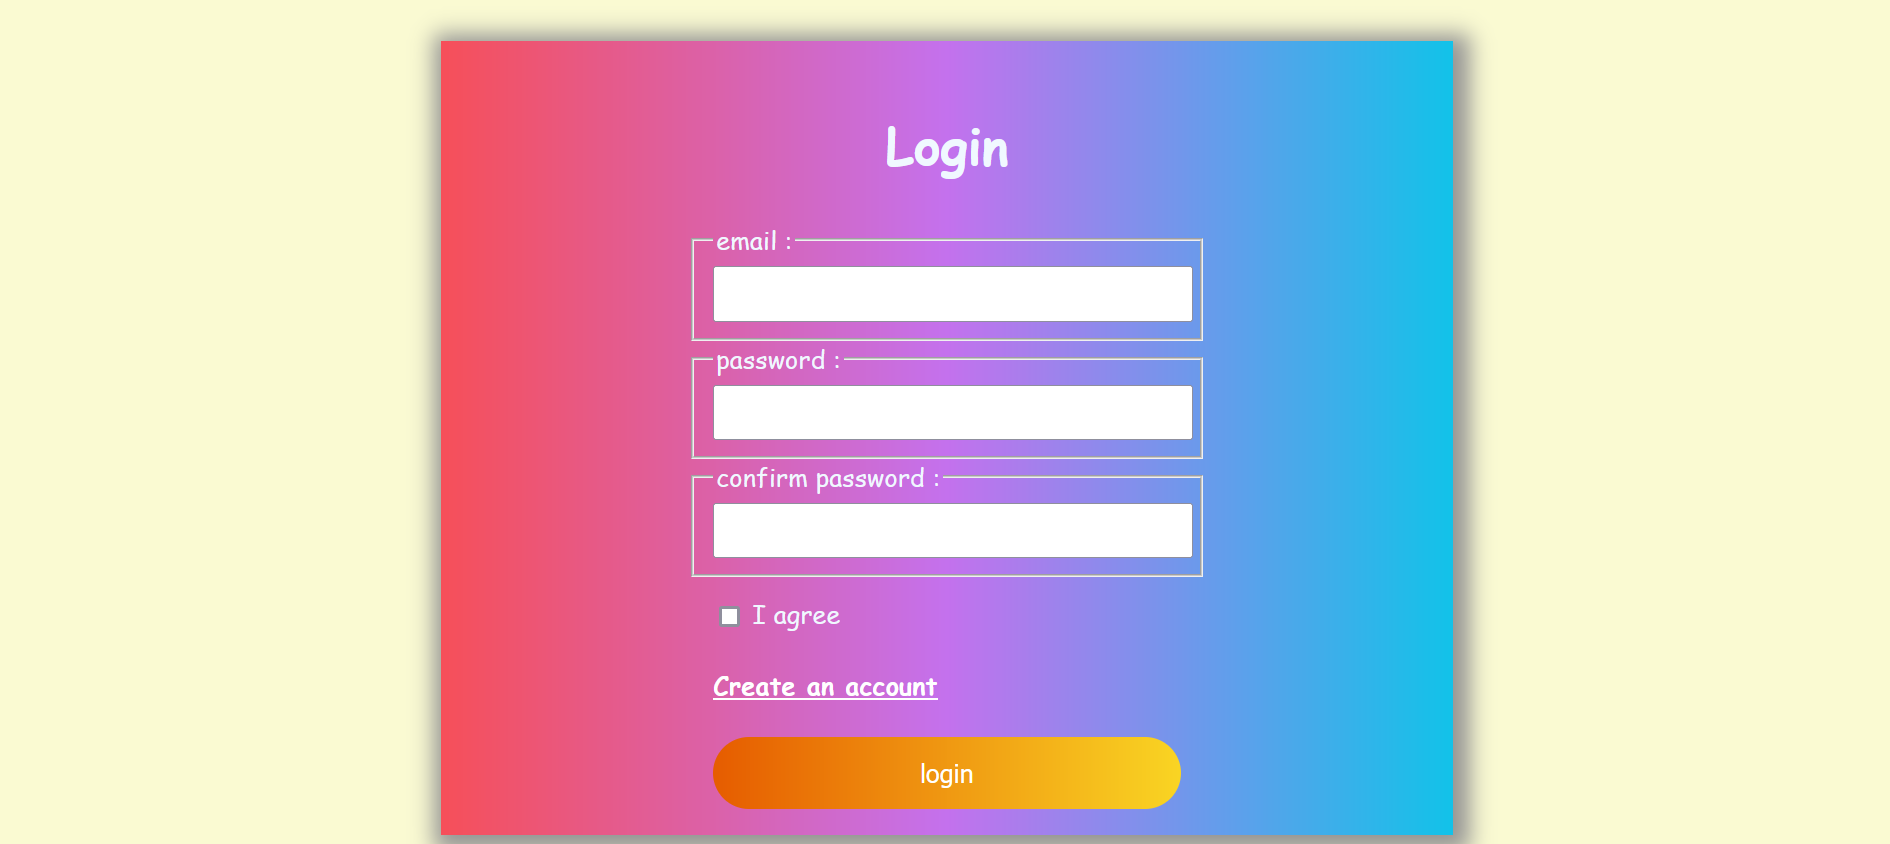 Login
email :
password :
confirm password :
I agree
Create an account
login